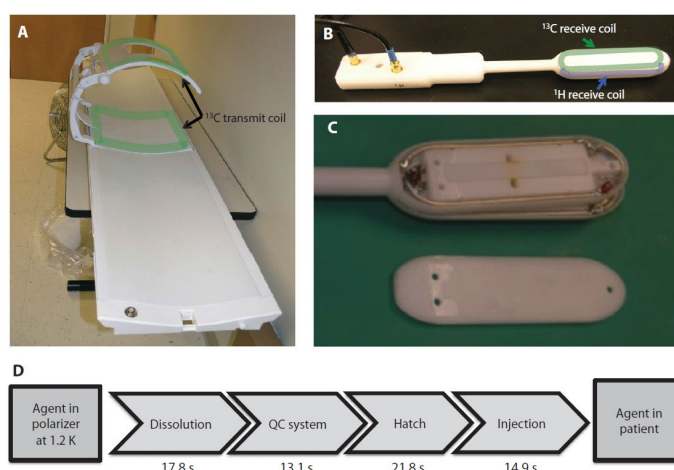 A
¹³C transmit coil
B
¹³C receive coil
¹H receive coil
C
D
Agent in
polarizer
at 1.2 K
Dissolution
QC system
Hatch
Injection
Agent in
patient
17.8 s
13.1 s
21.8 s
14.9 s